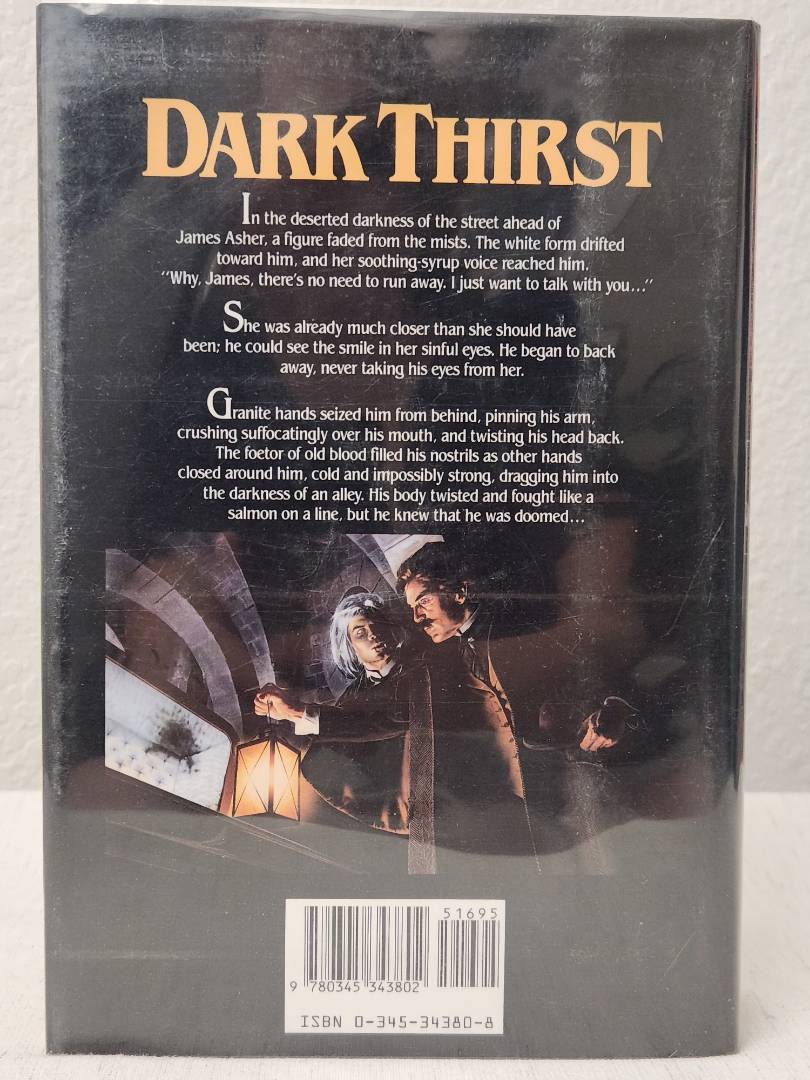 DARK THIRST
In the deserted darkness of the street ahead of
James Asher, a figure faded from the mists. The white form drifted
toward him, and her soothing-syrup voice reached him.
"Why, James, there's no need to run away. I just want to talk with you..."
She was already much closer than she should have
been; he could see the smile in her sinful eyes. He began to back
away, never taking his eyes from her.
Granite hands seized him from behind, pinning his arm,
crushing suffocatingly over his mouth, and twisting his head back.
The foetor of old blood filled his nostrils as other hands
closed around him, cold and impossibly strong, dragging him into
the darkness of an alley. His body twisted and fought like a
salmon on a line, but he knew that he was doomed...
51695
9 780345 343802
ISBN 0-345-34380-8